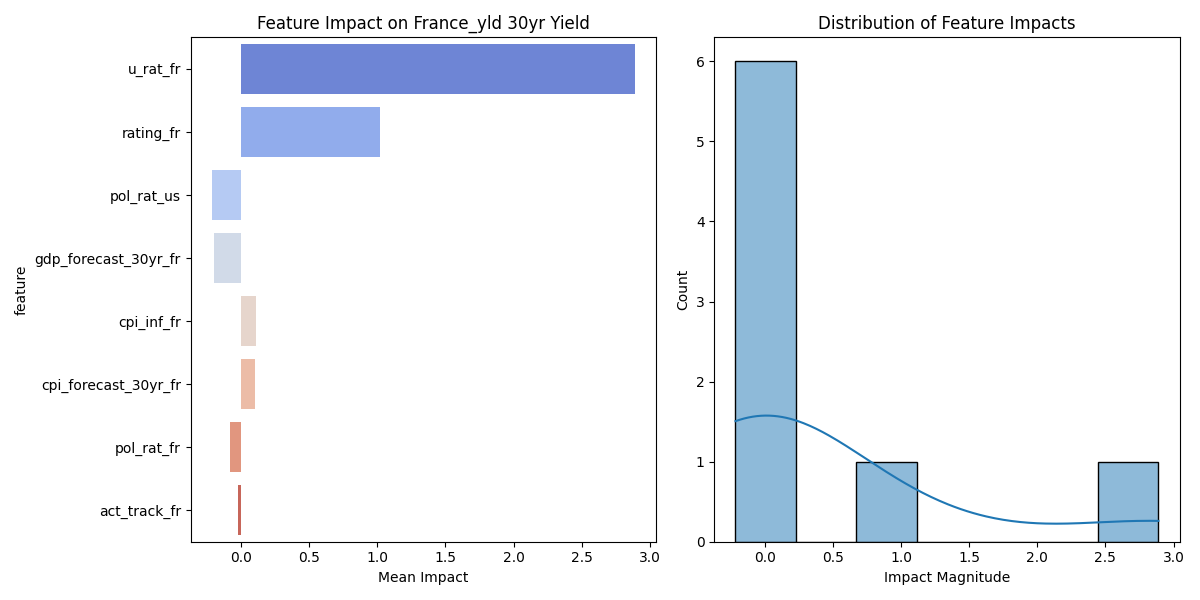 Feature Impact on France_yld 30yr Yield
feature
u_rat_fr
rating_fr
pol_rat_us
gdp_forecast_30yr_fr
cpi_inf_fr
cpi_forecast_30yr_fr
pol_rat_fr
act_track_fr
0.0 0.5 1.0 1.5 2.0 2.5 3.0
Mean Impact
Distribution of Feature Impacts
Count
6
5
4
3
2
1
0
0.0 0.5 1.0 1.5 2.0 2.5 3.0
Impact Magnitude